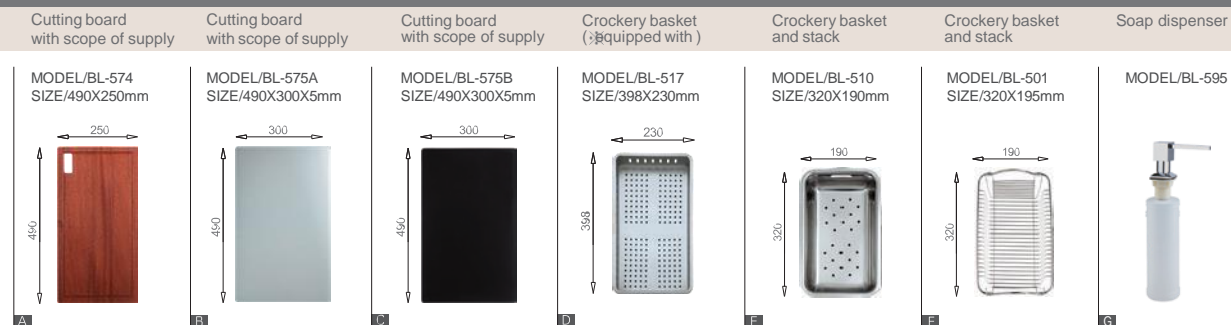 Cutting board
with scope of supply
Cutting board
with scope of supply
Cutting board
with scope of supply
Crockery basket
(※equipped with )
Crockery basket
and stack
Crockery basket
and stack
Soap dispenser
MODEL/BL-574
SIZE/490X250mm
MODEL/BL-575A
SIZE/490X300X5mm
MODEL/BL-575B
SIZE/490X300X5mm
MODEL/BL-517
SIZE/398X230mm
MODEL/BL-510
SIZE/320X190mm
MODEL/BL-501
SIZE/320X195mm
MODEL/BL-595
250
490
300
490
300
490
230
398
190
320
190
320
A
B
C
D
G